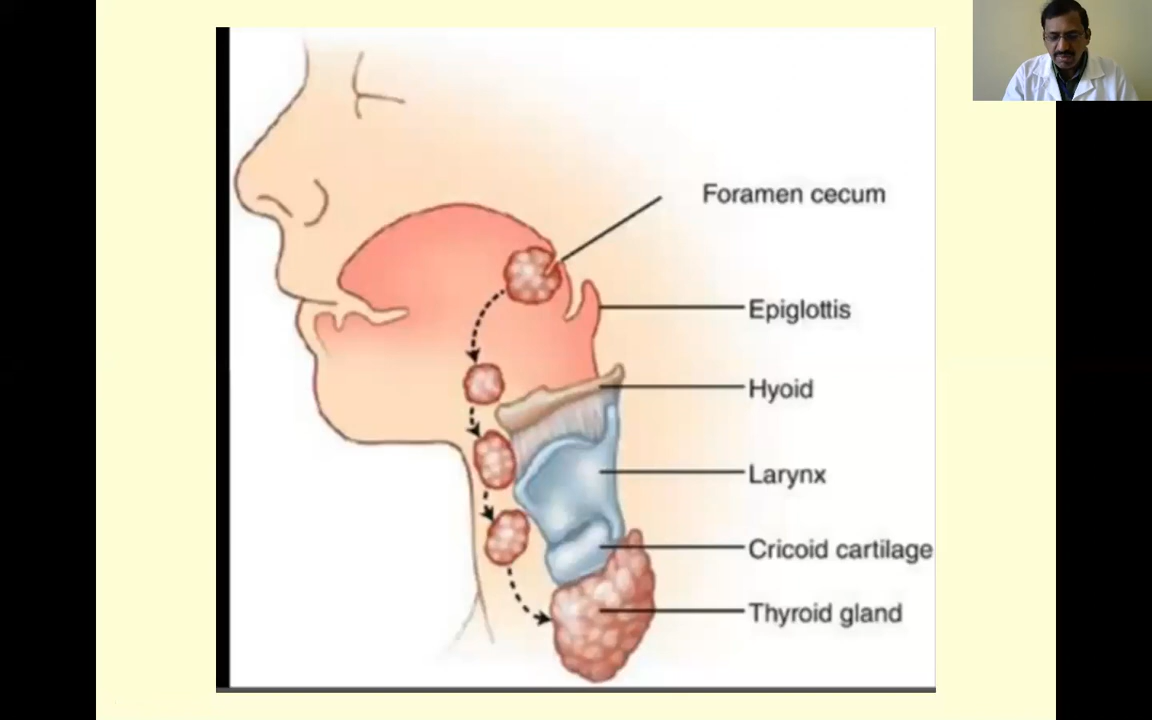 Foramen cecum
Epiglottis
Hyoid
Larynx
Cricoid cartilage
Thyroid gland